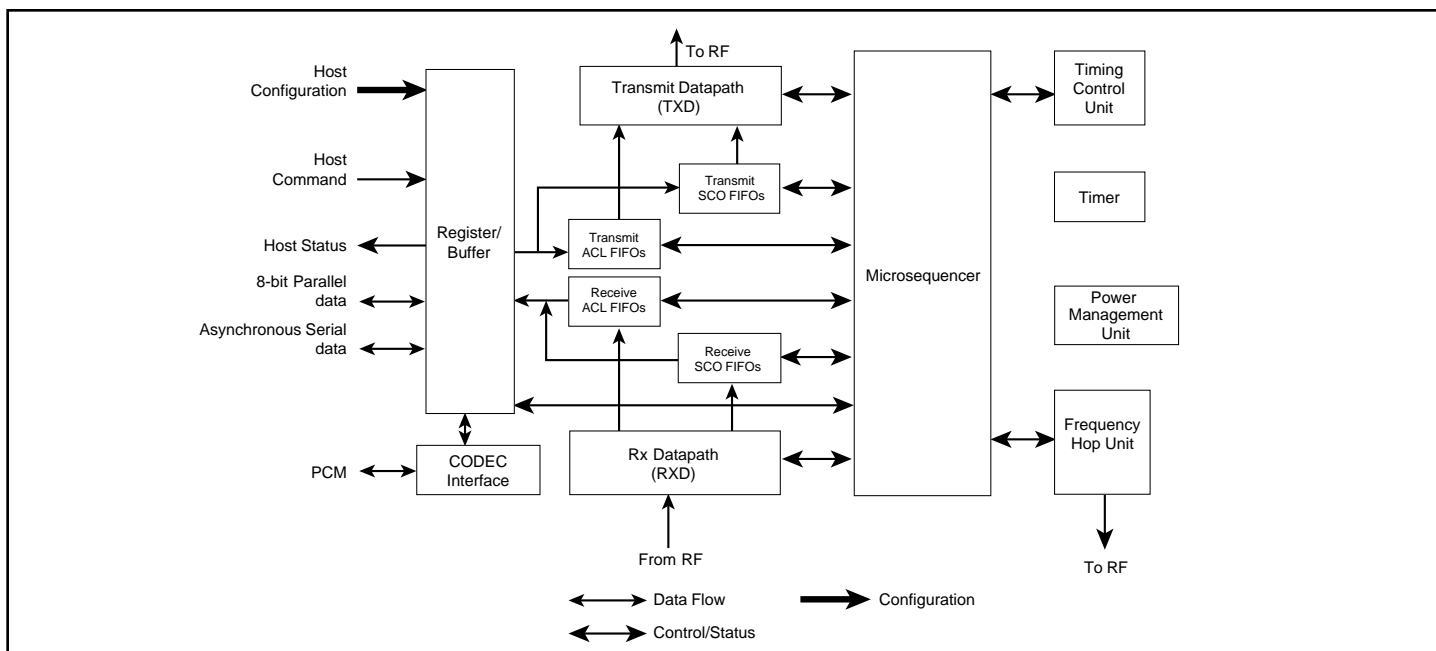 To RF
Host
Configuration
Transmit Datapath
(TXD)
Timing
Control
Unit
Host
Command
Transmit
SCO FIFOs
Timer
Register/
Buffer
Host Status
Transmit
ACL FIFOs
Microsequencer
8-bit Parallel
data
Receive
ACL FIFOs
Power
Management
Unit
Asynchronous Serial
data
Receive
SCO FIFOs
Frequency
Hop Unit
PCM
CODEC
Interface
Rx Datapath
(RXD)
From RF
To RF
Data Flow
Configuration
Control/Status